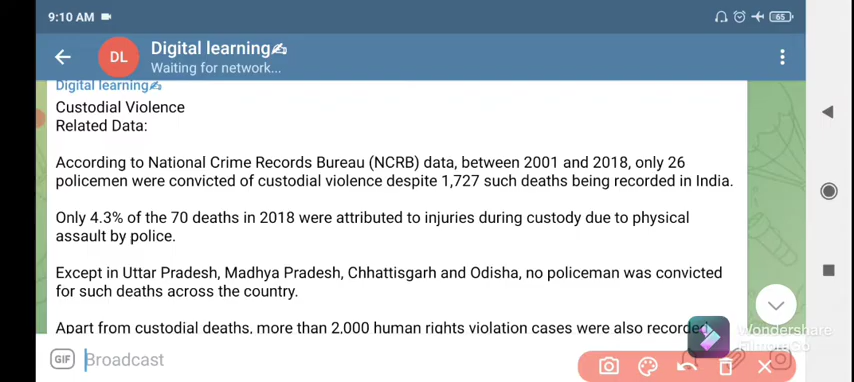 9:10 AM
65
DL
Digital learning✍
Waiting for network...
Digital learning✍
Custodial Violence
Related Data:
According to National Crime Records Bureau (NCRB) data, between 2001 and 2018, only 26
policemen were convicted of custodial violence despite 1,727 such deaths being recorded in India.
Only 4.3% of the 70 deaths in 2018 were attributed to injuries during custody due to physical
assault by police.
Except in Uttar Pradesh, Madhya Pradesh, Chhattisgarh and Odisha, no policeman was convicted
for such deaths across the country.
Apart from custodial deaths, more than 2,000 human rights violation cases were also recorded
Wondershare
FilmoraGo
GIF
Broadcast